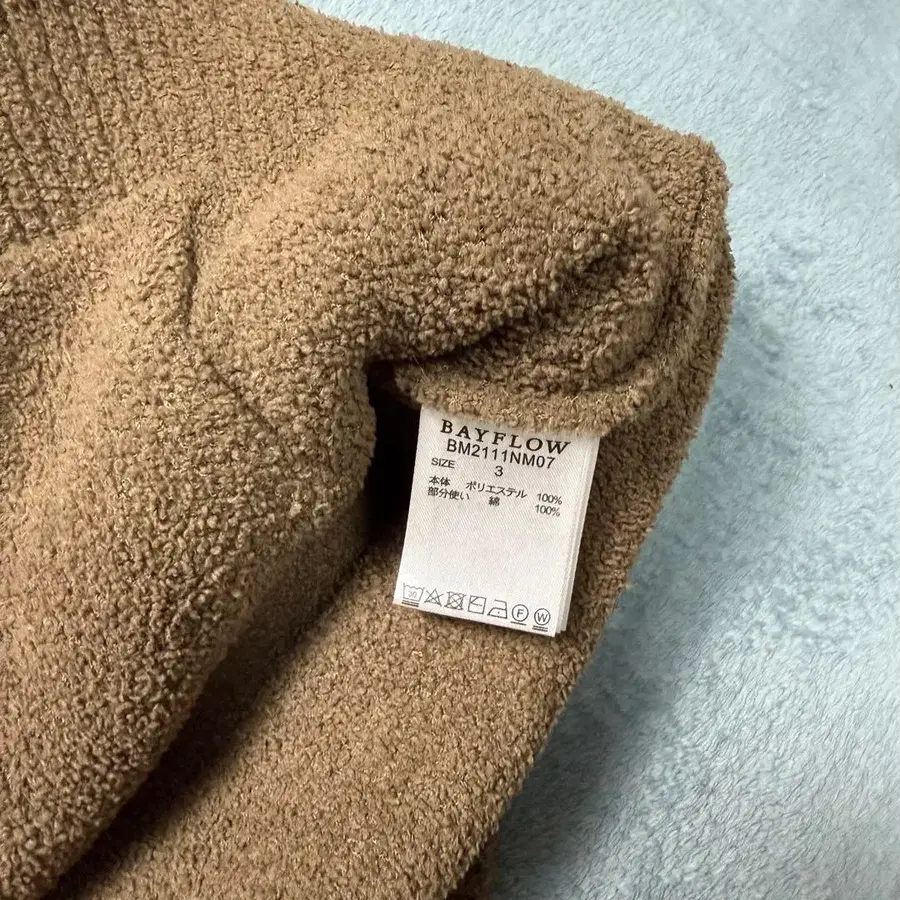 BAYFLOW
BM2111NM07
SIZE 3
本体 ポリエステル 100%
部分使い 綿 100%
30 F W